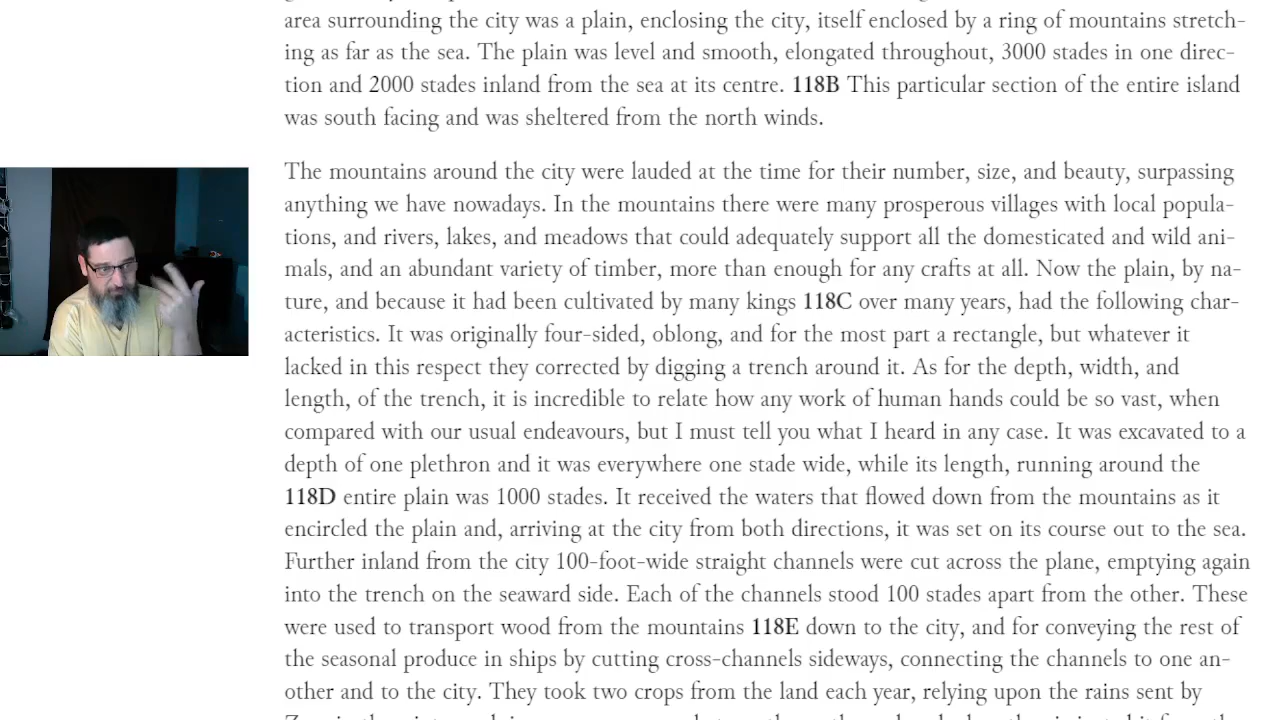 area surrounding the city was a plain, enclosing the city, itself enclosed by a ring of mountains stretch-
ing as far as the sea. The plain was level and smooth, elongated throughout, 3000 stades in one direc-
tion and 2000 stades inland from the sea at its centre. 118B This particular section of the entire island
was south facing and was sheltered from the north winds.
The mountains around the city were lauded at the time for their number, size, and beauty, surpassing
anything we have nowadays. In the mountains there were many prosperous villages with local popula-
tions, and rivers, lakes, and meadows that could adequately support all the domesticated and wild ani-
mals, and an abundant variety of timber, more than enough for any crafts at all. Now the plain, by na-
ture, and because it had been cultivated by many kings 118C over many years, had the following char-
acteristics. It was originally four-sided, oblong, and for the most part a rectangle, but whatever it
lacked in this respect they corrected by digging a trench around it. As for the depth, width, and
length, of the trench, it is incredible to relate how any work of human hands could be so vast, when
compared with our usual endeavours, but I must tell you what I heard in any case. It was excavated to a
depth of one plethron and it was everywhere one stade wide, while its length, running around the
118D entire plain was 1000 stades. It received the waters that flowed down from the mountains as it
encircled the plain and, arriving at the city from both directions, it was set on its course out to the sea.
Further inland from the city 100-foot-wide straight channels were cut across the plane, emptying again
into the trench on the seaward side. Each of the channels stood 100 stades apart from the other. These
were used to transport wood from the mountains 118E down to the city, and for conveying the rest of
the seasonal produce in ships by cutting cross-channels sideways, connecting the channels to one an-
other and to the city. They took two crops from the land each year, relying upon the rains sent by